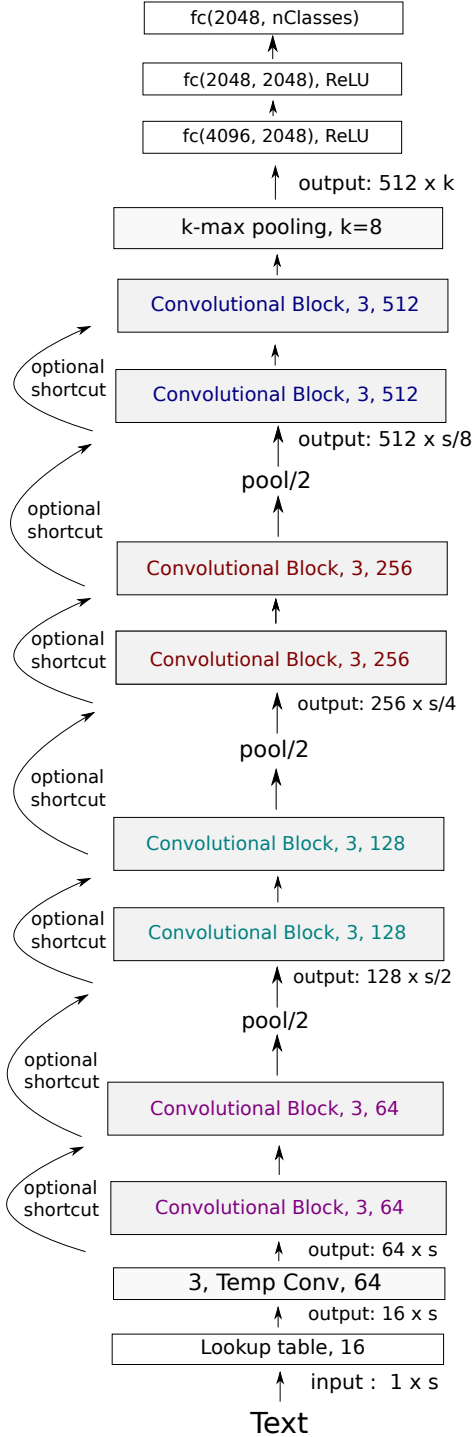 fc(2048, nClasses)
fc(2048, 2048), ReLU
fc(4096, 2048), ReLU
output: 512 x k
k-max pooling, k=8
Convolutional Block, 3, 512
optional
shortcut
Convolutional Block, 3, 512
output: 512 x s/8
pool/2
optional
shortcut
Convolutional Block, 3, 256
optional
shortcut
Convolutional Block, 3, 256
output: 256 x s/4
pool/2
optional
shortcut
Convolutional Block, 3, 128
optional
shortcut
Convolutional Block, 3, 128
output: 128 x s/2
pool/2
optional
shortcut
Convolutional Block, 3, 64
optional
shortcut
Convolutional Block, 3, 64
output: 64 x s
3, Temp Conv, 64
output: 16 x s
Lookup table, 16
input : 1 x s
Text